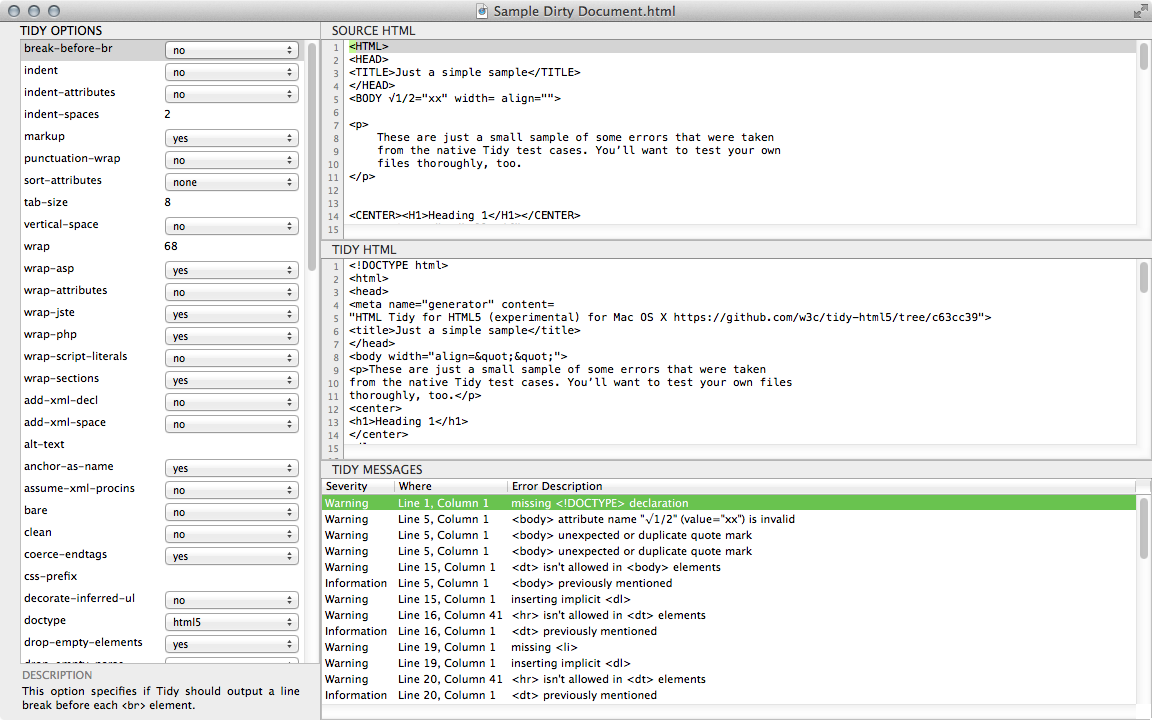 Sample Dirty Document.html
TIDY OPTIONS
break-before-br no
indent no
indent-attributes no
indent-spaces 2
markup yes
punctuation-wrap no
sort-attributes none
tab-size 8
vertical-space no
wrap 68
wrap-asp yes
wrap-attributes no
wrap-jste yes
wrap-php yes
wrap-script-literals no
wrap-sections yes
add-xml-decl no
add-xml-space no
alt-text
anchor-as-name yes
assume-xml-procins no
bare no
clean no
coerce-endtags yes
css-prefix
decorate-inferred-ul no
doctype html5
drop-empty-elements yes
DESCRIPTION
This option specifies if Tidy should output a line
break before each <br> element.
SOURCE HTML
1 <HTML>
2 <HEAD>
3 <TITLE>Just a simple sample</TITLE>
4 </HEAD>
5 <BODY √1/2="xx" width= align="">
6
7 <p>
8 These are just a small sample of some errors that were taken
9 from the native Tidy test cases. You’ll want to test your own
10 files thoroughly, too.
11 </p>
12
13
14 <CENTER><H1>Heading 1</H1></CENTER>
15
TIDY HTML
1 <!DOCTYPE html>
2 <html>
3 <head>
4 <meta name="generator" content=
5 "HTML Tidy for HTML5 (experimental) for Mac OS X https://github.com/w3c/tidy-html5/tree/c63cc39">
6 <title>Just a simple sample</title>
7 </head>
8 <body width="align=&quot;&quot;">
9 <p>These are just a small sample of some errors that were taken
10 from the native Tidy test cases. You’ll want to test your own files
11 thoroughly, too.</p>
12 <center>
13 <h1>Heading 1</h1>
14 </center>
15
TIDY MESSAGES
Severity Where Error Description
Warning Line 1, Column 1 missing <!DOCTYPE> declaration
Warning Line 5, Column 1 <body> attribute name "√1/2" (value="xx") is invalid
Warning Line 5, Column 1 <body> unexpected or duplicate quote mark
Warning Line 5, Column 1 <body> unexpected or duplicate quote mark
Warning Line 15, Column 1 <dt> isn't allowed in <body> elements
Information Line 5, Column 1 <body> previously mentioned
Warning Line 15, Column 1 inserting implicit <dl>
Warning Line 16, Column 41 <hr> isn't allowed in <dt> elements
Information Line 16, Column 1 <dt> previously mentioned
Warning Line 19, Column 1 missing <li>
Warning Line 19, Column 1 inserting implicit <dl>
Warning Line 20, Column 41 <hr> isn't allowed in <dt> elements
Information Line 20, Column 1 <dt> previously mentioned